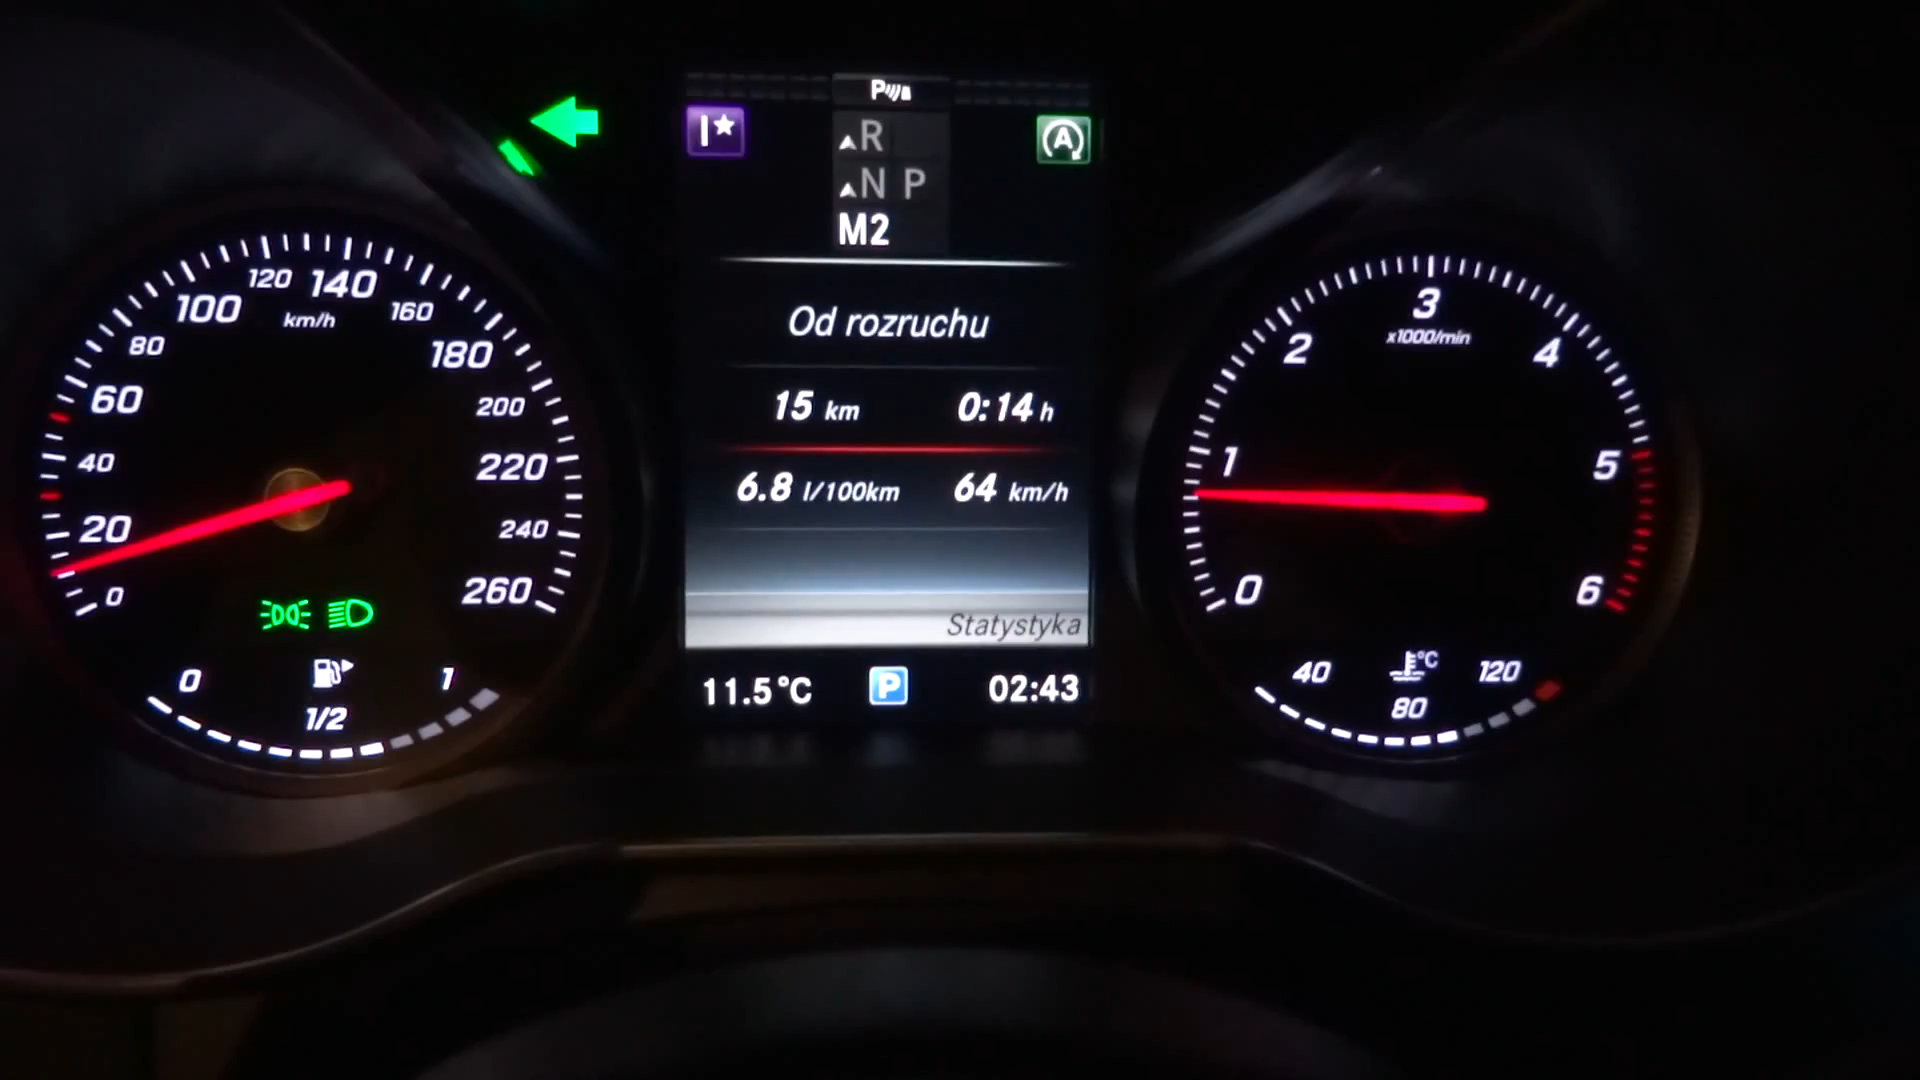 P
R
N P
M2
A
Od rozruchu
15 km 0:14 h
6.8 l/100km 64 km/h
Statystyka
11.5°C P 02:43
0 20 40 60 80 100 120 140 160 180 200 220 240 260
km/h
0 1/2 1
0 1 2 3 4 5 6
x1000/min
40 80 120
°C